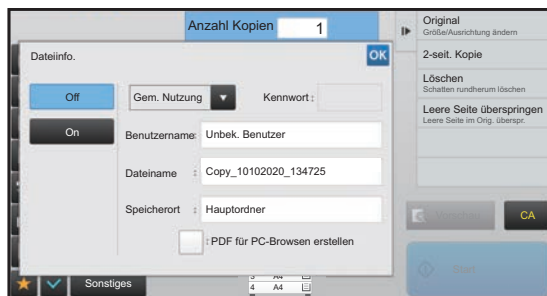 Anzahl Kopien 1
Dateiinfo. OK
Off
On
Gem. Nutzung Kennwort :
Benutzername: Unbek. Benutzer
Dateiname : Copy_10102020_134725
Speicherort : Hauptordner
: PDF für PC-Browsen erstellen
Sonstiges
A4
4 A4
Original
Größe/Ausrichtung ändern
2-seit. Kopie
Löschen
Schatten rundherum löschen
Leere Seite überspringen
Leere Seite im Orig. überspr.
CA
Start